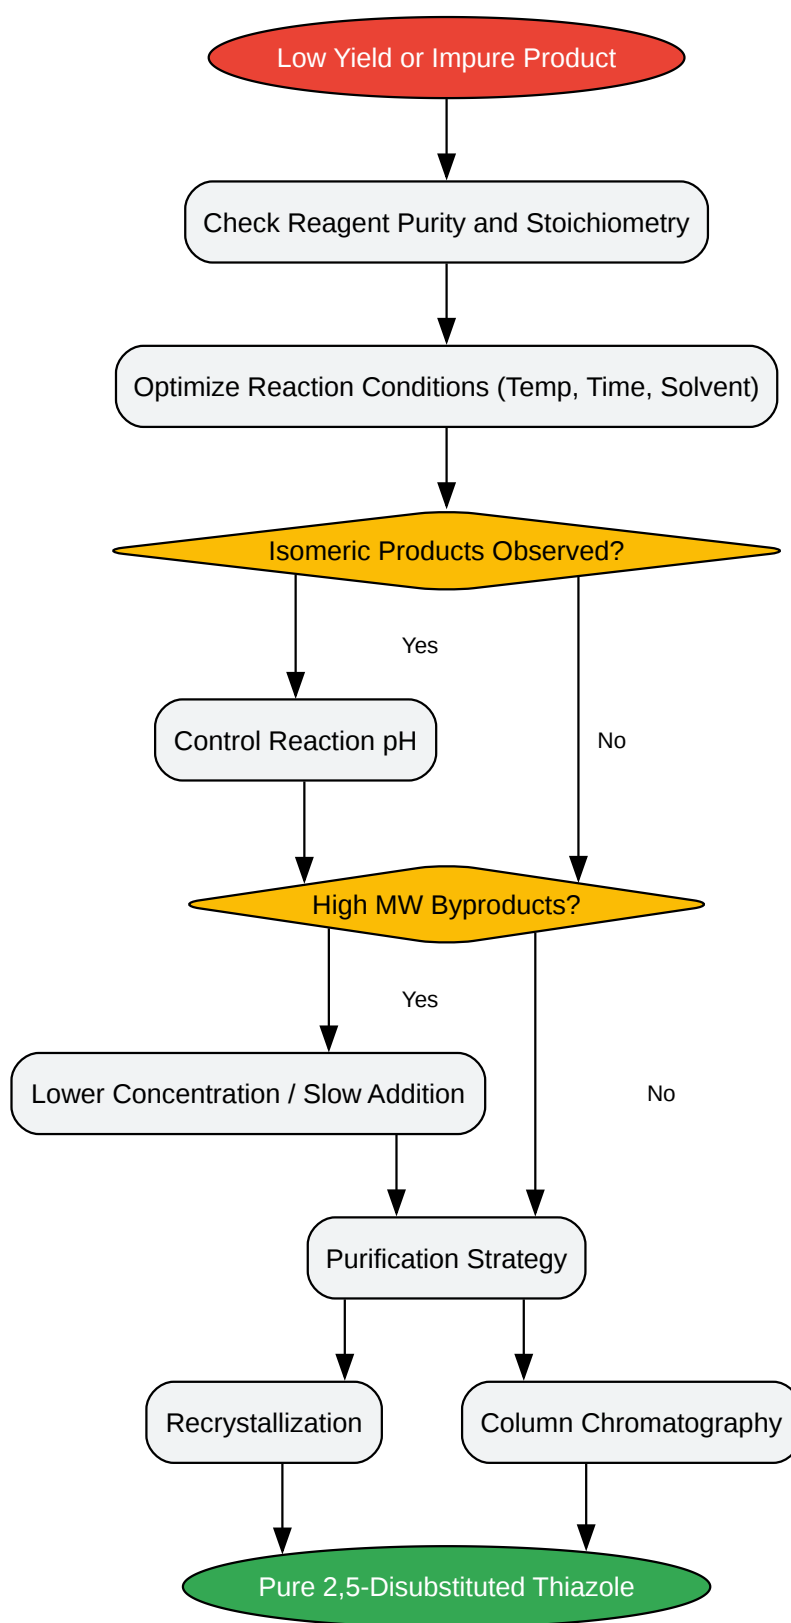 Low Yield or Impure Product
Check Reagent Purity and Stoichiometry
Optimize Reaction Conditions (Temp, Time, Solvent)
Isomeric Products Observed?
Yes
Control Reaction pH
No
High MW Byproducts?
Yes
Lower Concentration / Slow Addition
No
Purification Strategy
Recrystallization
Column Chromatography
Pure 2,5-Disubstituted Thiazole